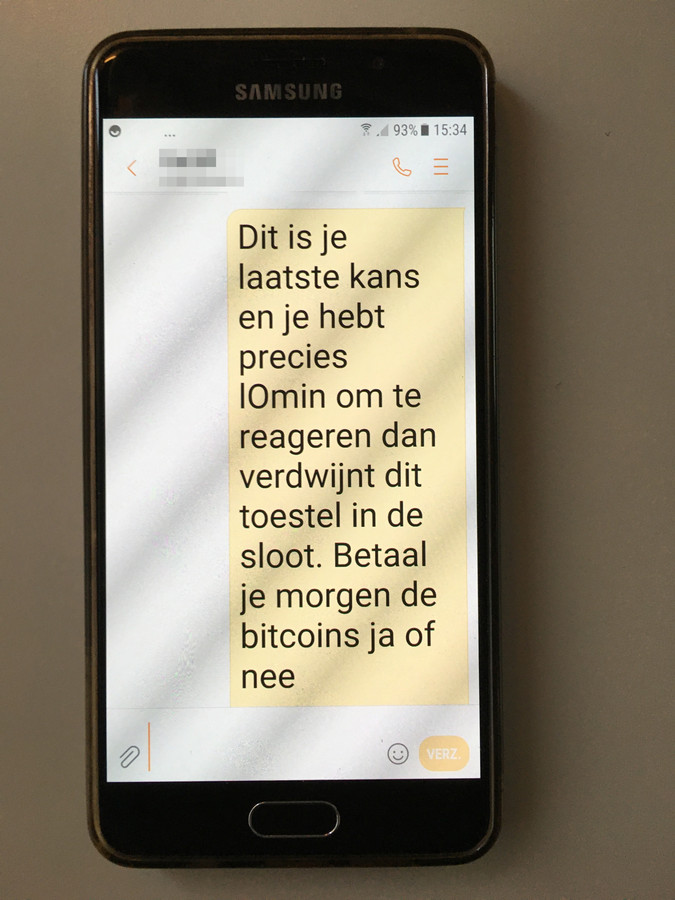 SAMSUNG
93% 15:34
Dit is je
laatste kans
en je hebt
precies
lOmin om te
reageren dan
verdwijnt dit
toestel in de
sloot. Betaal
je morgen de
bitcoins ja of
nee
VERZ.